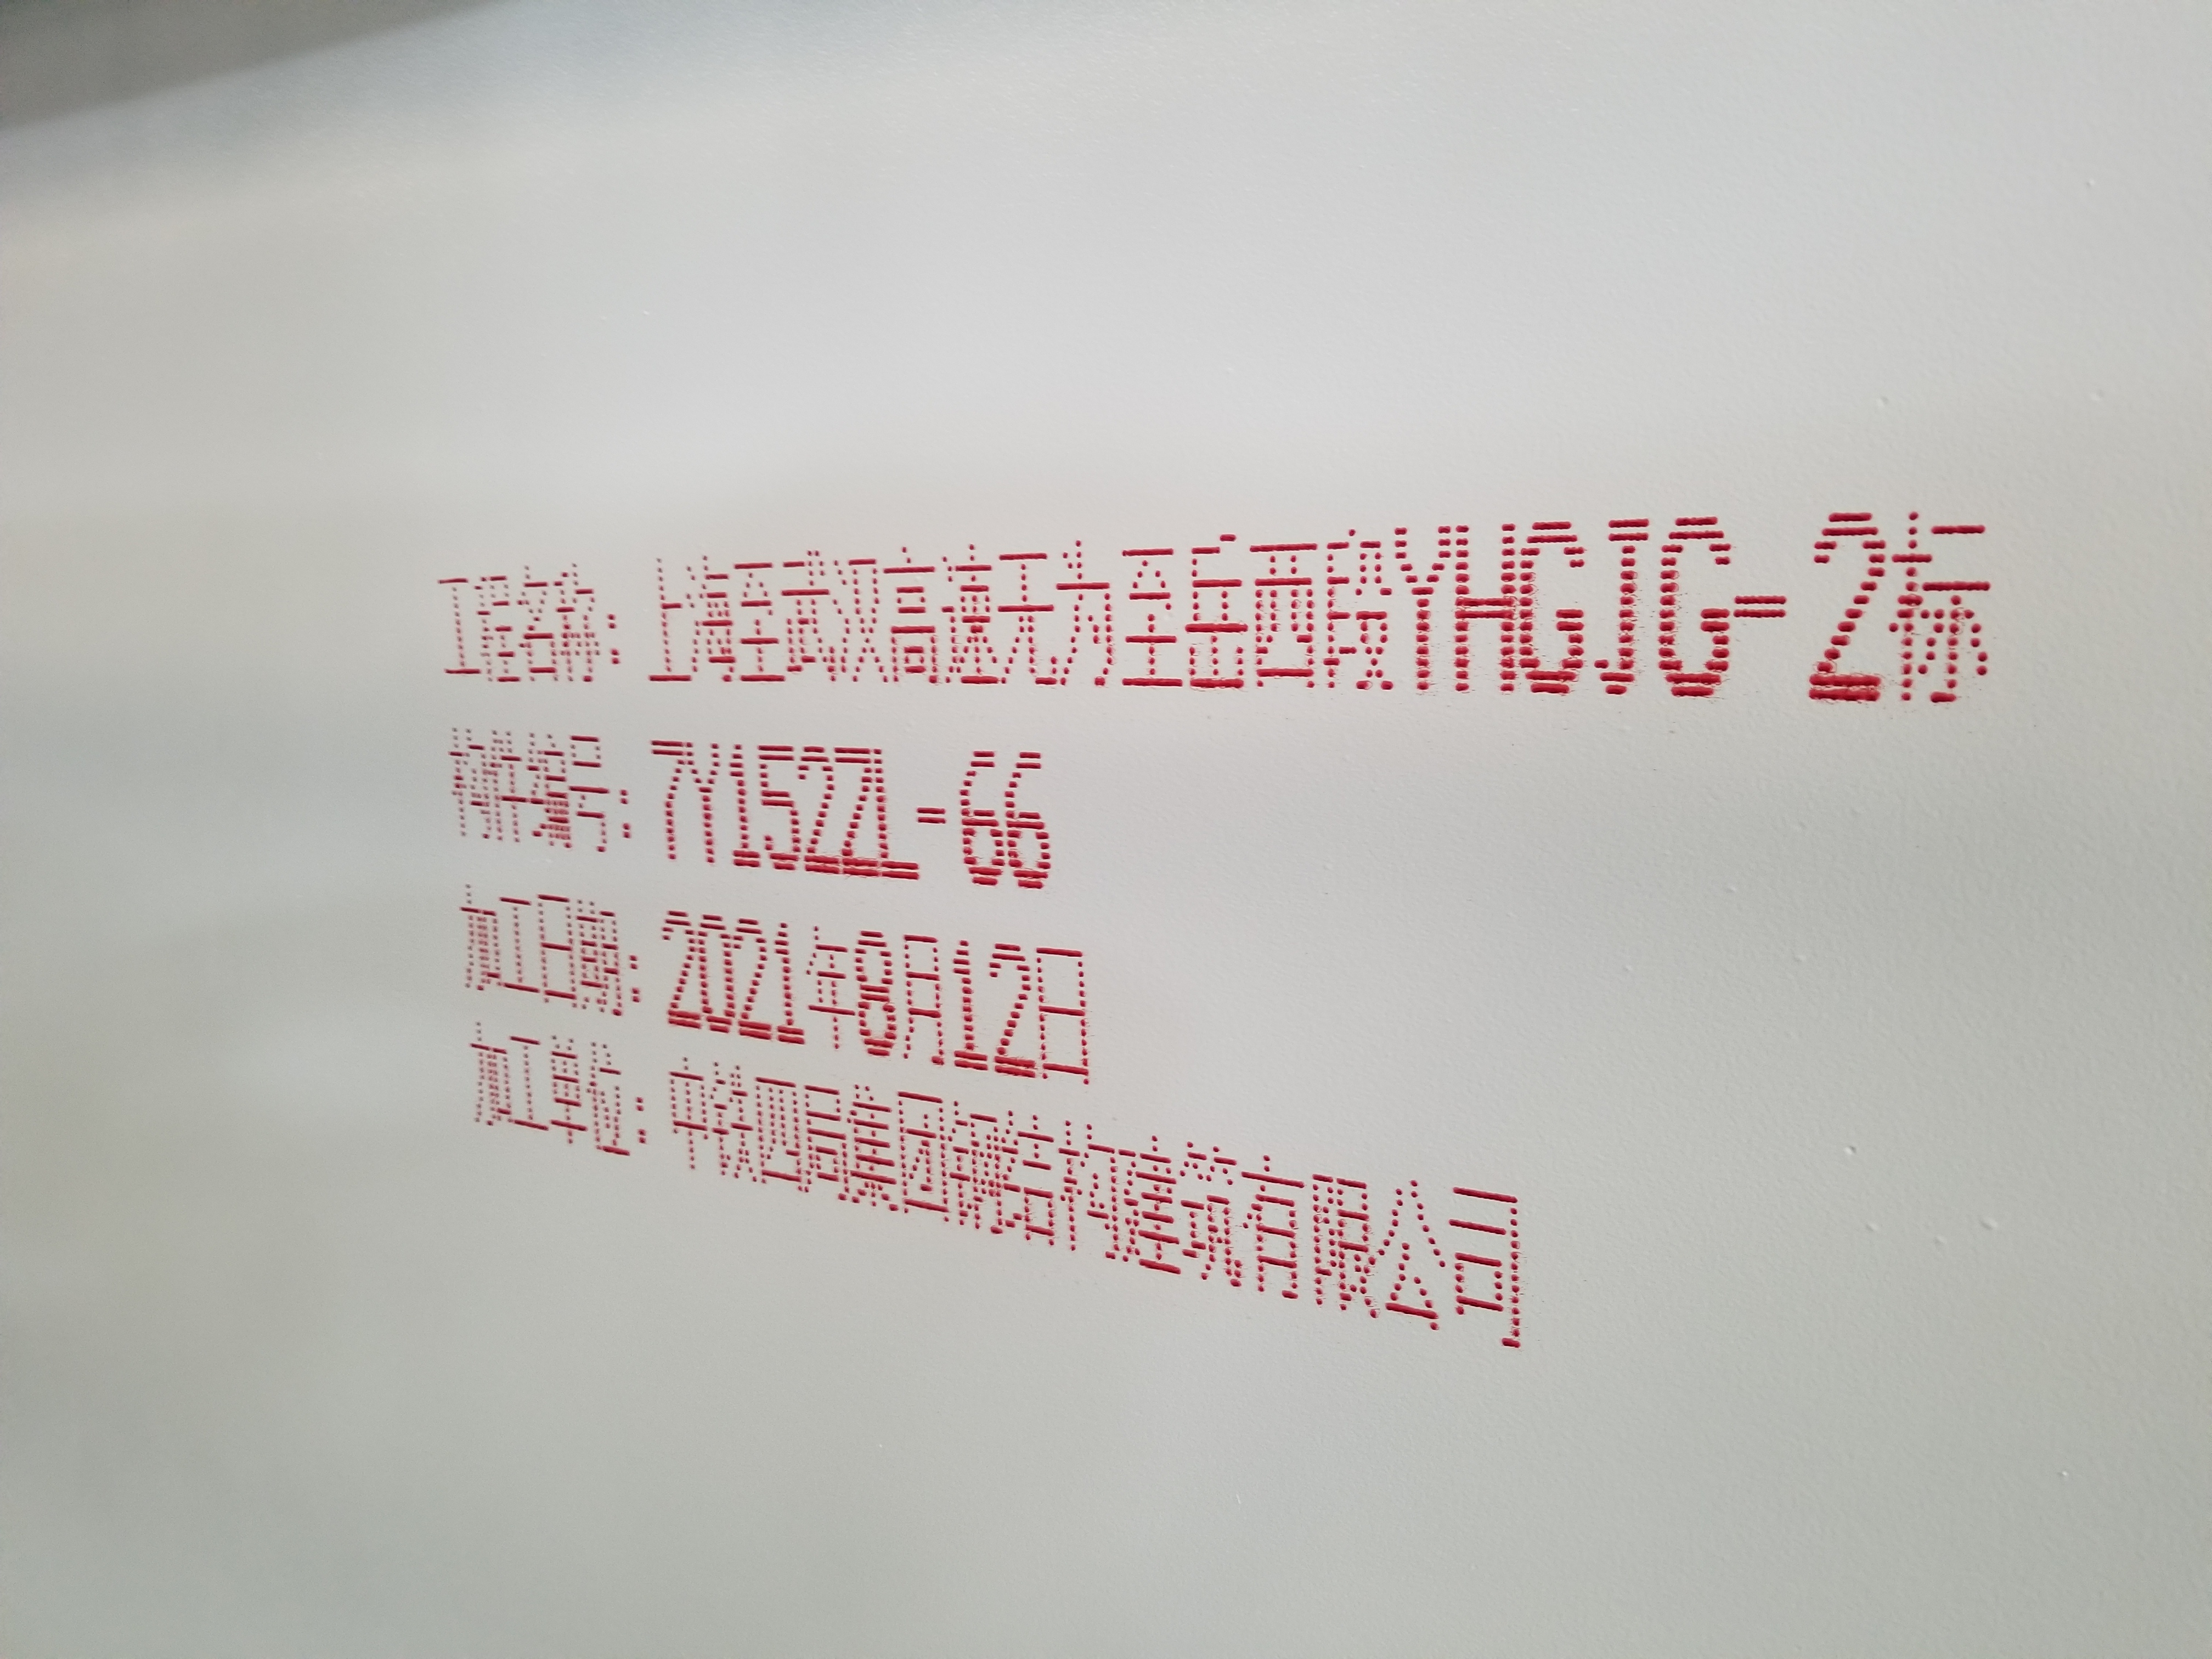 工程名称：上海至武汉高速无为至岳西段YHGJG-2标
构件编号：7Y152ZL-66
加工日期：2021年8月12日
加工单位：中铁四局集团钢结构建筑有限公司